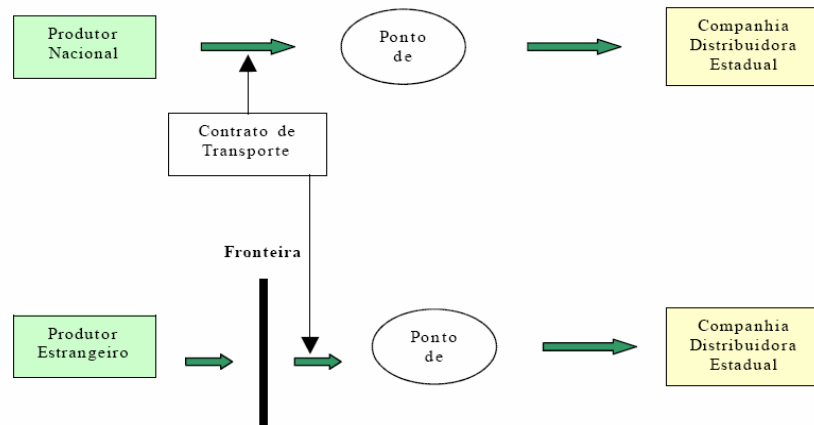 Produtor
Nacional
Ponto
de
Companhia
Distribuidora
Estadual
Contrato de
Transporte
Fronteira
Produtor
Estrangeiro
Ponto
de
Companhia
Distribuidora
Estadual